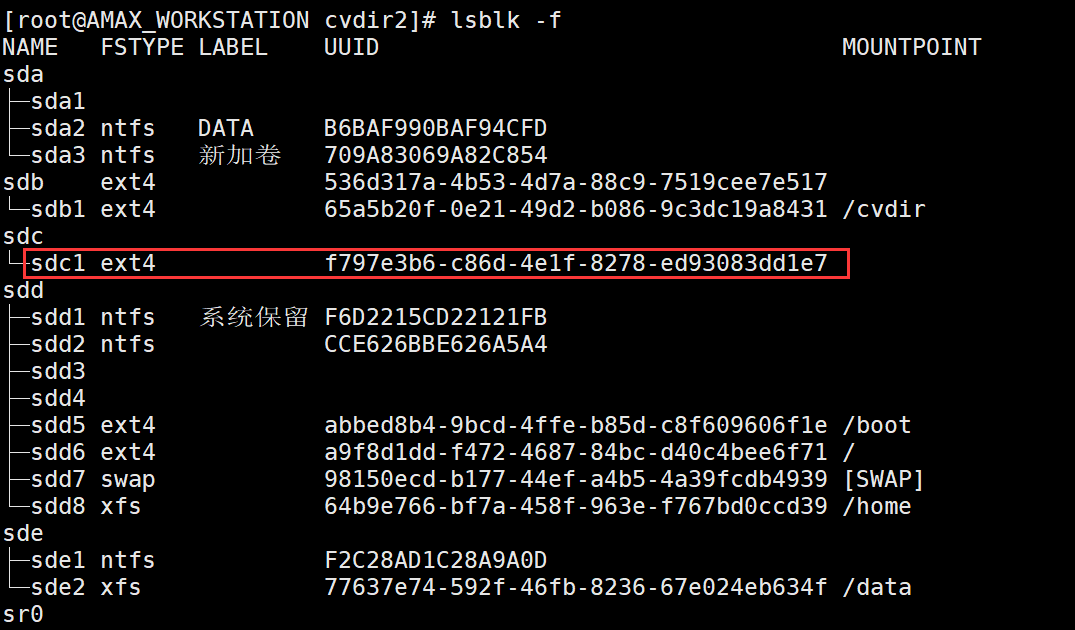 [root@AMAX_WORKSTATION cvdir2]# lsblk -f
NAME   FSTYPE LABEL    UUID                                 MOUNTPOINT
sda
├─sda1
├─sda2 ntfs   DATA     B6BAF990BAF94CFD
└─sda3 ntfs   新加卷   709A83069A82C854
sdb    ext4            536d317a-4b53-4d7a-88c9-7519cee7e517
└─sdb1 ext4            65a5b20f-0e21-49d2-b086-9c3dc19a8431 /cvdir
sdc
└─sdc1 ext4            f797e3b6-c86d-4e1f-8278-ed93083dd1e7
sdd
├─sdd1 ntfs   系统保留 F6D2215CD22121FB
├─sdd2 ntfs            CCE626BBE626A5A4
├─sdd3
├─sdd4
├─sdd5 ext4            abbed8b4-9bcd-4ffe-b85d-c8f609606f1e /boot
├─sdd6 ext4            a9f8d1dd-f472-4687-84bc-d40c4bee6f71 /
├─sdd7 swap            98150ecd-b177-44ef-a4b5-4a39fcdb4939 [SWAP]
└─sdd8 xfs             64b9e766-bf7a-458f-963e-f767bd0ccd39 /home
sde
├─sde1 ntfs            F2C28AD1C28A9A0D
└─sde2 xfs             77637e74-592f-46fb-8236-67e024eb634f /data
sr0